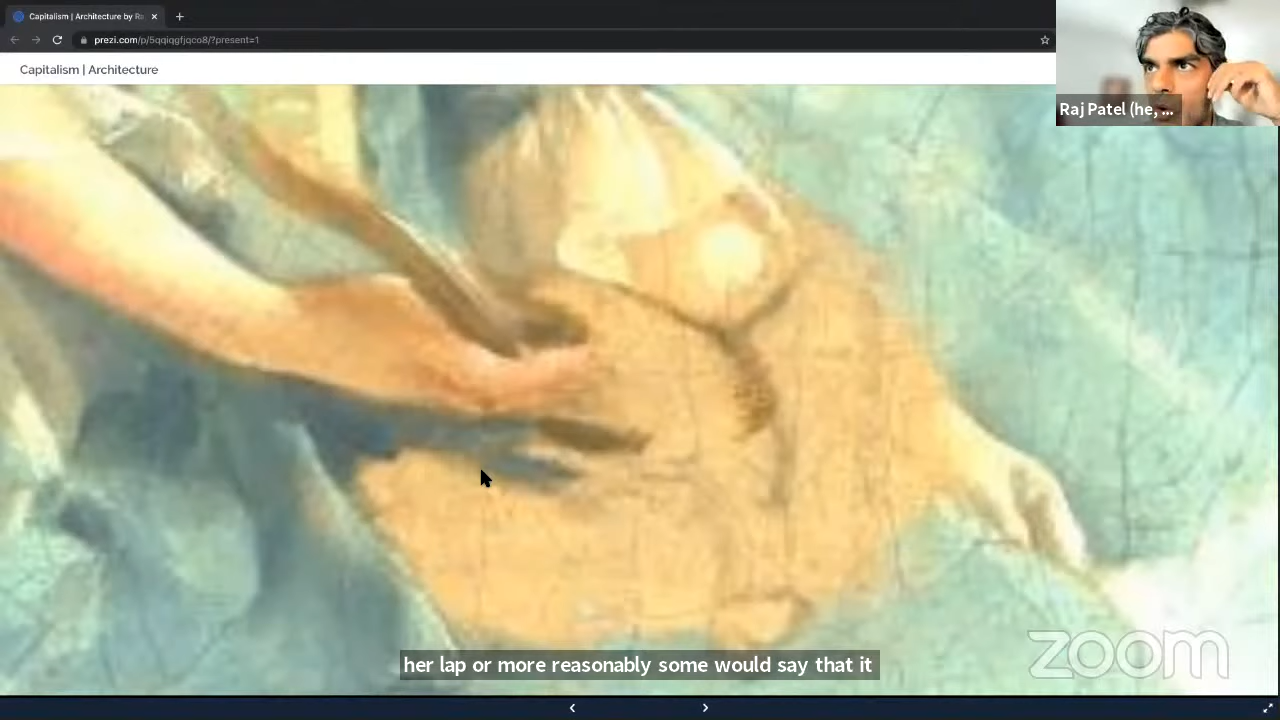 Capitalism | Architecture by Ra
prezi.com/p/5qqiqgfjqco8/?present=1
Capitalism | Architecture
Raj Patel (he, ...
her lap or more reasonably some would say that it
zoom